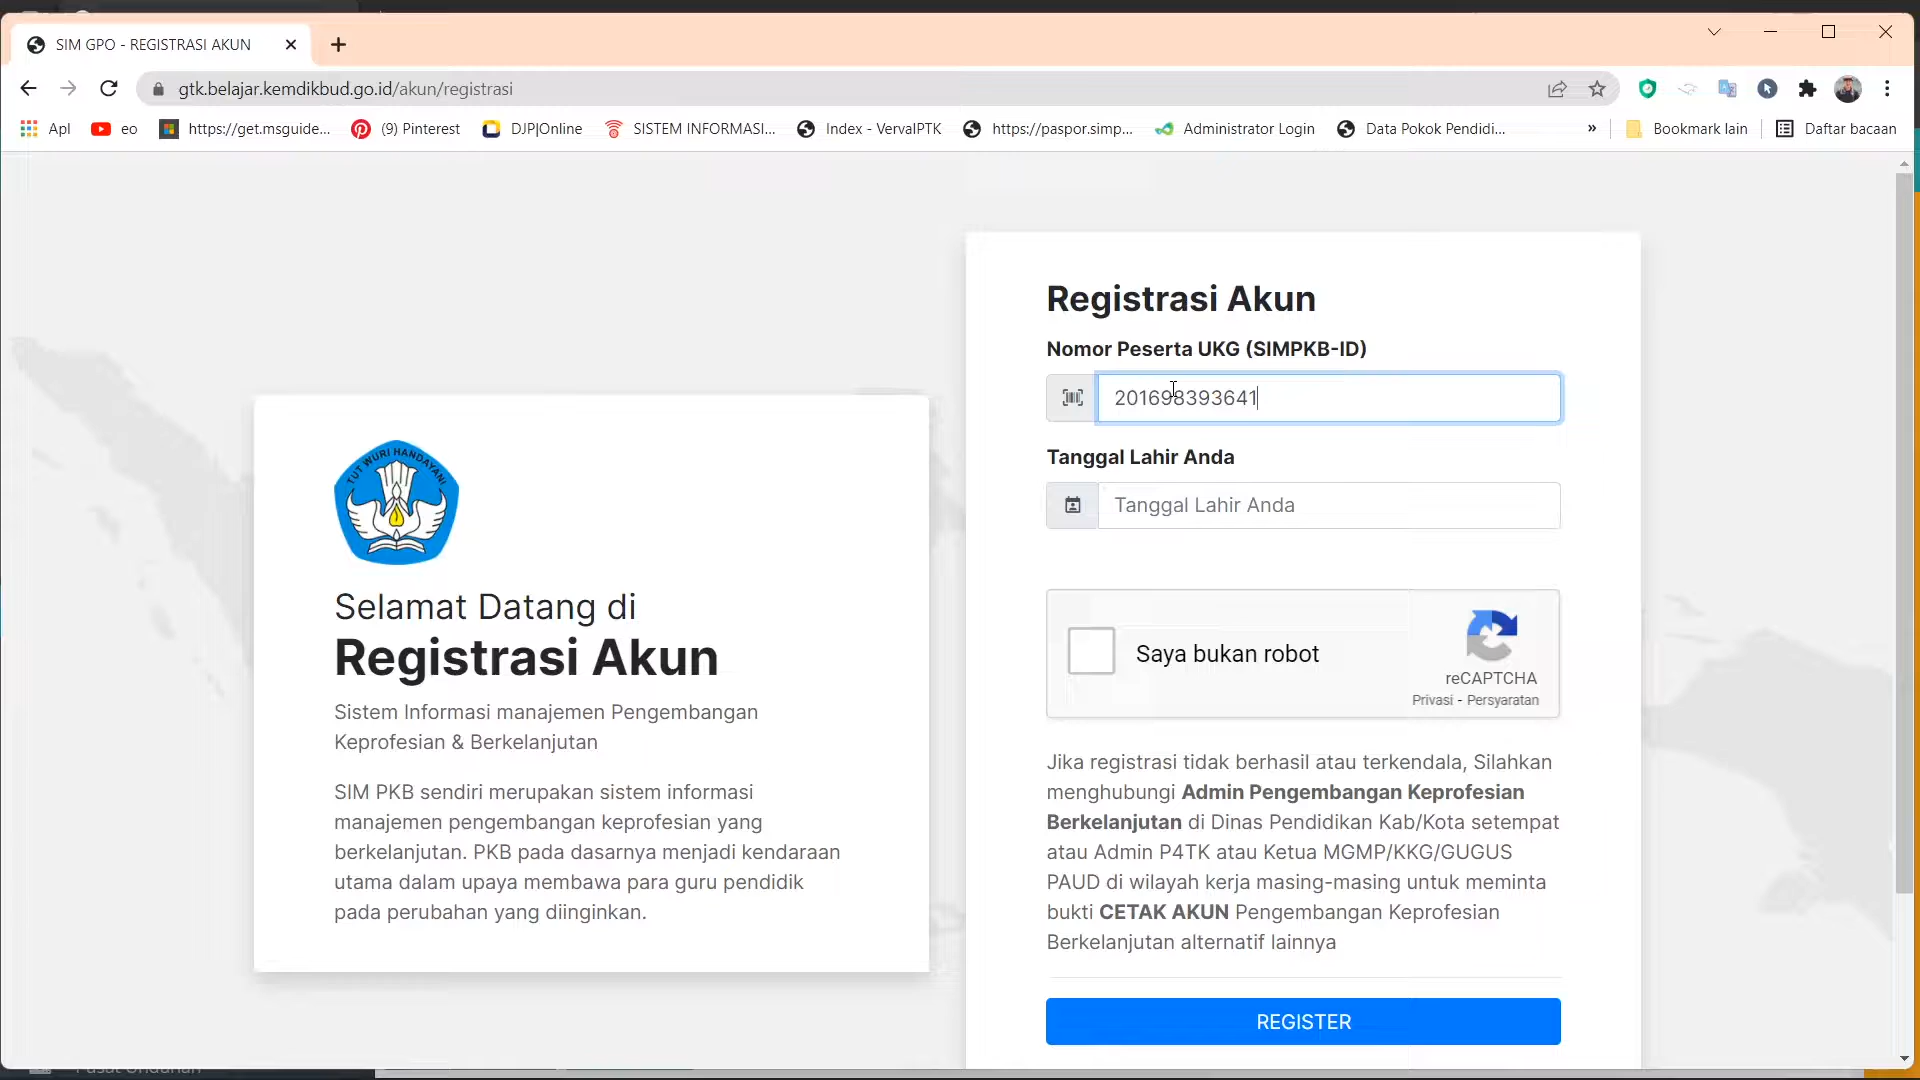 SIM GPO - REGISTRASI AKUN
gtk.belajar.kemdikbud.go.id/akun/registrasi
Apl eo https://get.msguide... (9) Pinterest DJP|Online SISTEM INFORMASI... Index - VervalPTK https://paspor.simp... Administrator Login Data Pokok Pendidi... » Bookmark lain Daftar bacaan
TUT WURI HANDAYANI
Selamat Datang di
Registrasi Akun
Sistem Informasi manajemen Pengembangan
Keprofesian & Berkelanjutan
SIM PKB sendiri merupakan sistem informasi
manajemen pengembangan keprofesian yang
berkelanjutan. PKB pada dasarnya menjadi kendaraan
utama dalam upaya membawa para guru pendidik
pada perubahan yang diinginkan.
Registrasi Akun
Nomor Peserta UKG (SIMPKB-ID)
201698393641
Tanggal Lahir Anda
Tanggal Lahir Anda
Saya bukan robot
reCAPTCHA
Privasi - Persyaratan
Jika registrasi tidak berhasil atau terkendala, Silahkan
menghubungi Admin Pengembangan Keprofesian
Berkelanjutan di Dinas Pendidikan Kab/Kota setempat
atau Admin P4TK atau Ketua MGMP/KKG/GUGUS
PAUD di wilayah kerja masing-masing untuk meminta
bukti CETAK AKUN Pengembangan Keprofesian
Berkelanjutan alternatif lainnya
REGISTER